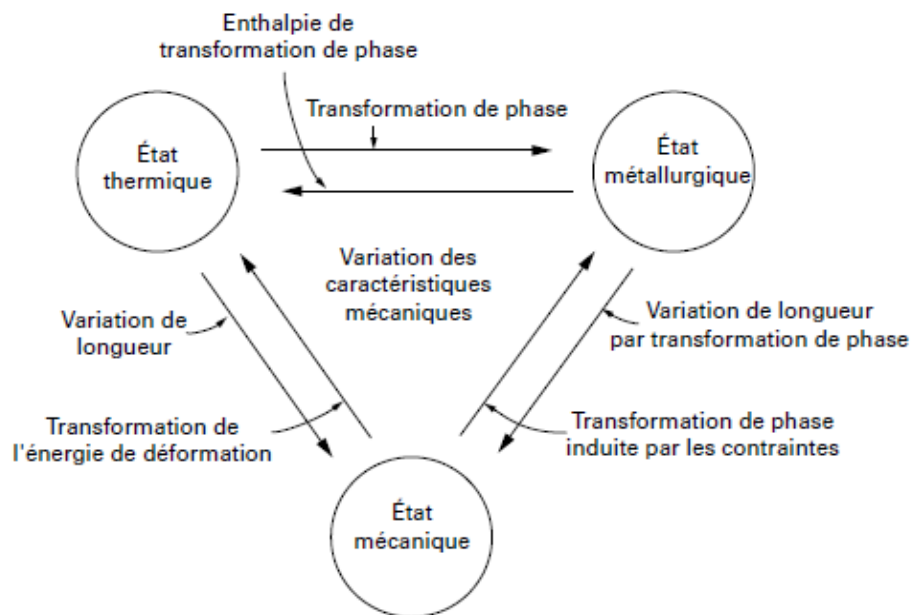 Enthalpie de
transformation de phase
Transformation de phase
État
thermique
État
métallurgique
Variation des
caractéristiques
mécaniques
Variation de
longueur
Variation de longueur
par transformation de phase
Transformation de
l'énergie de déformation
Transformation de phase
induite par les contraintes
État
mécanique